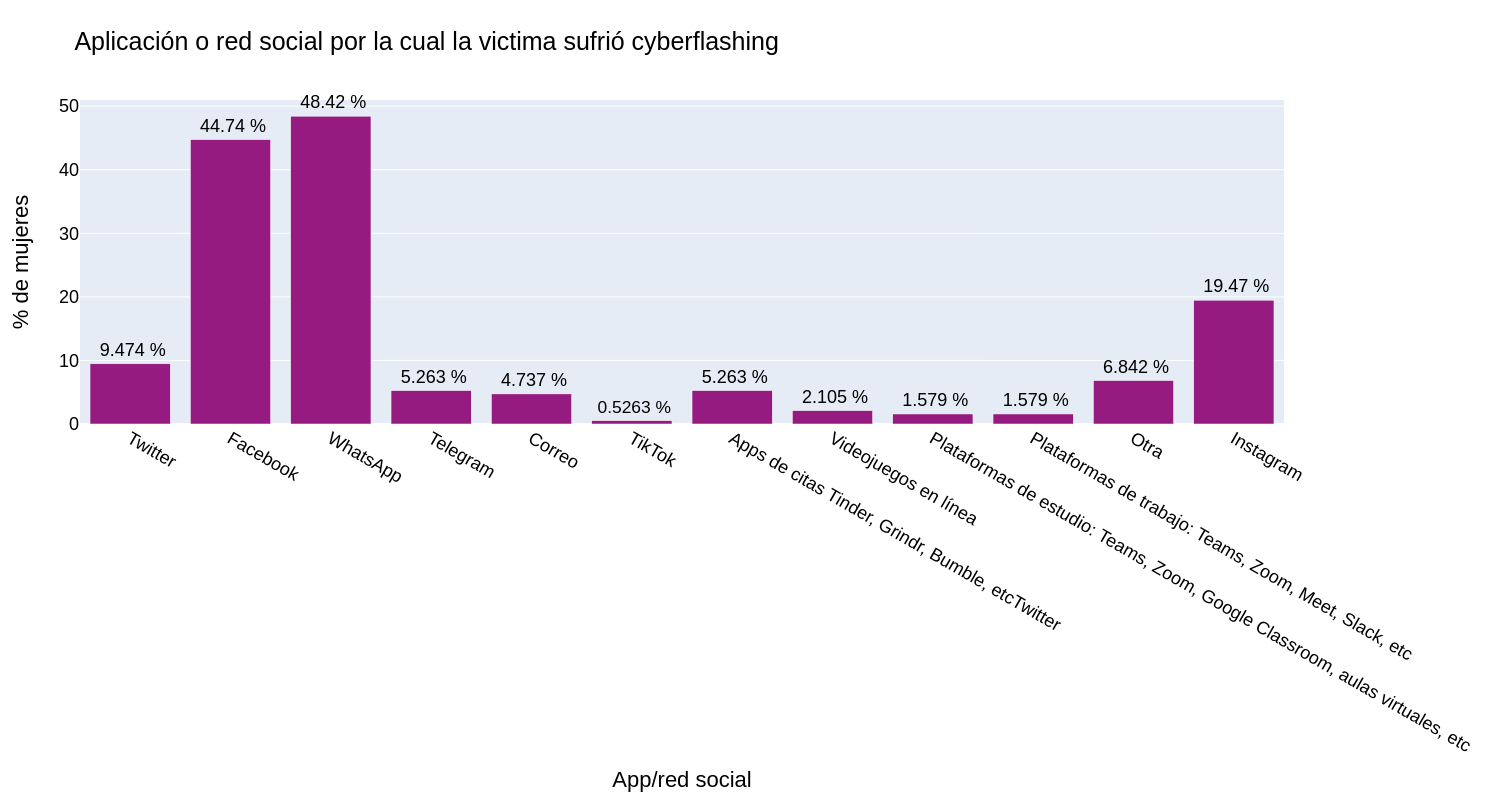 Aplicación o red social por la cual la victima sufrió cyberflashing
% de mujeres
50
40
30
20
10
0
9.474 %
44.74 %
48.42 %
5.263 %
4.737 %
0.5263 %
5.263 %
2.105 %
1.579 %
1.579 %
6.842 %
19.47 %
Twitter
Facebook
WhatsApp
Telegram
Correo
TikTok
Apps de citas Tinder, Grindr, Bumble, etcTwitter
Videojuegos en línea
Plataformas de estudio: Teams, Zoom, Google Classroom, aulas virtuales, etc
Plataformas de trabajo: Teams, Zoom, Meet, Slack, etc
Otra
Instagram
App/red social